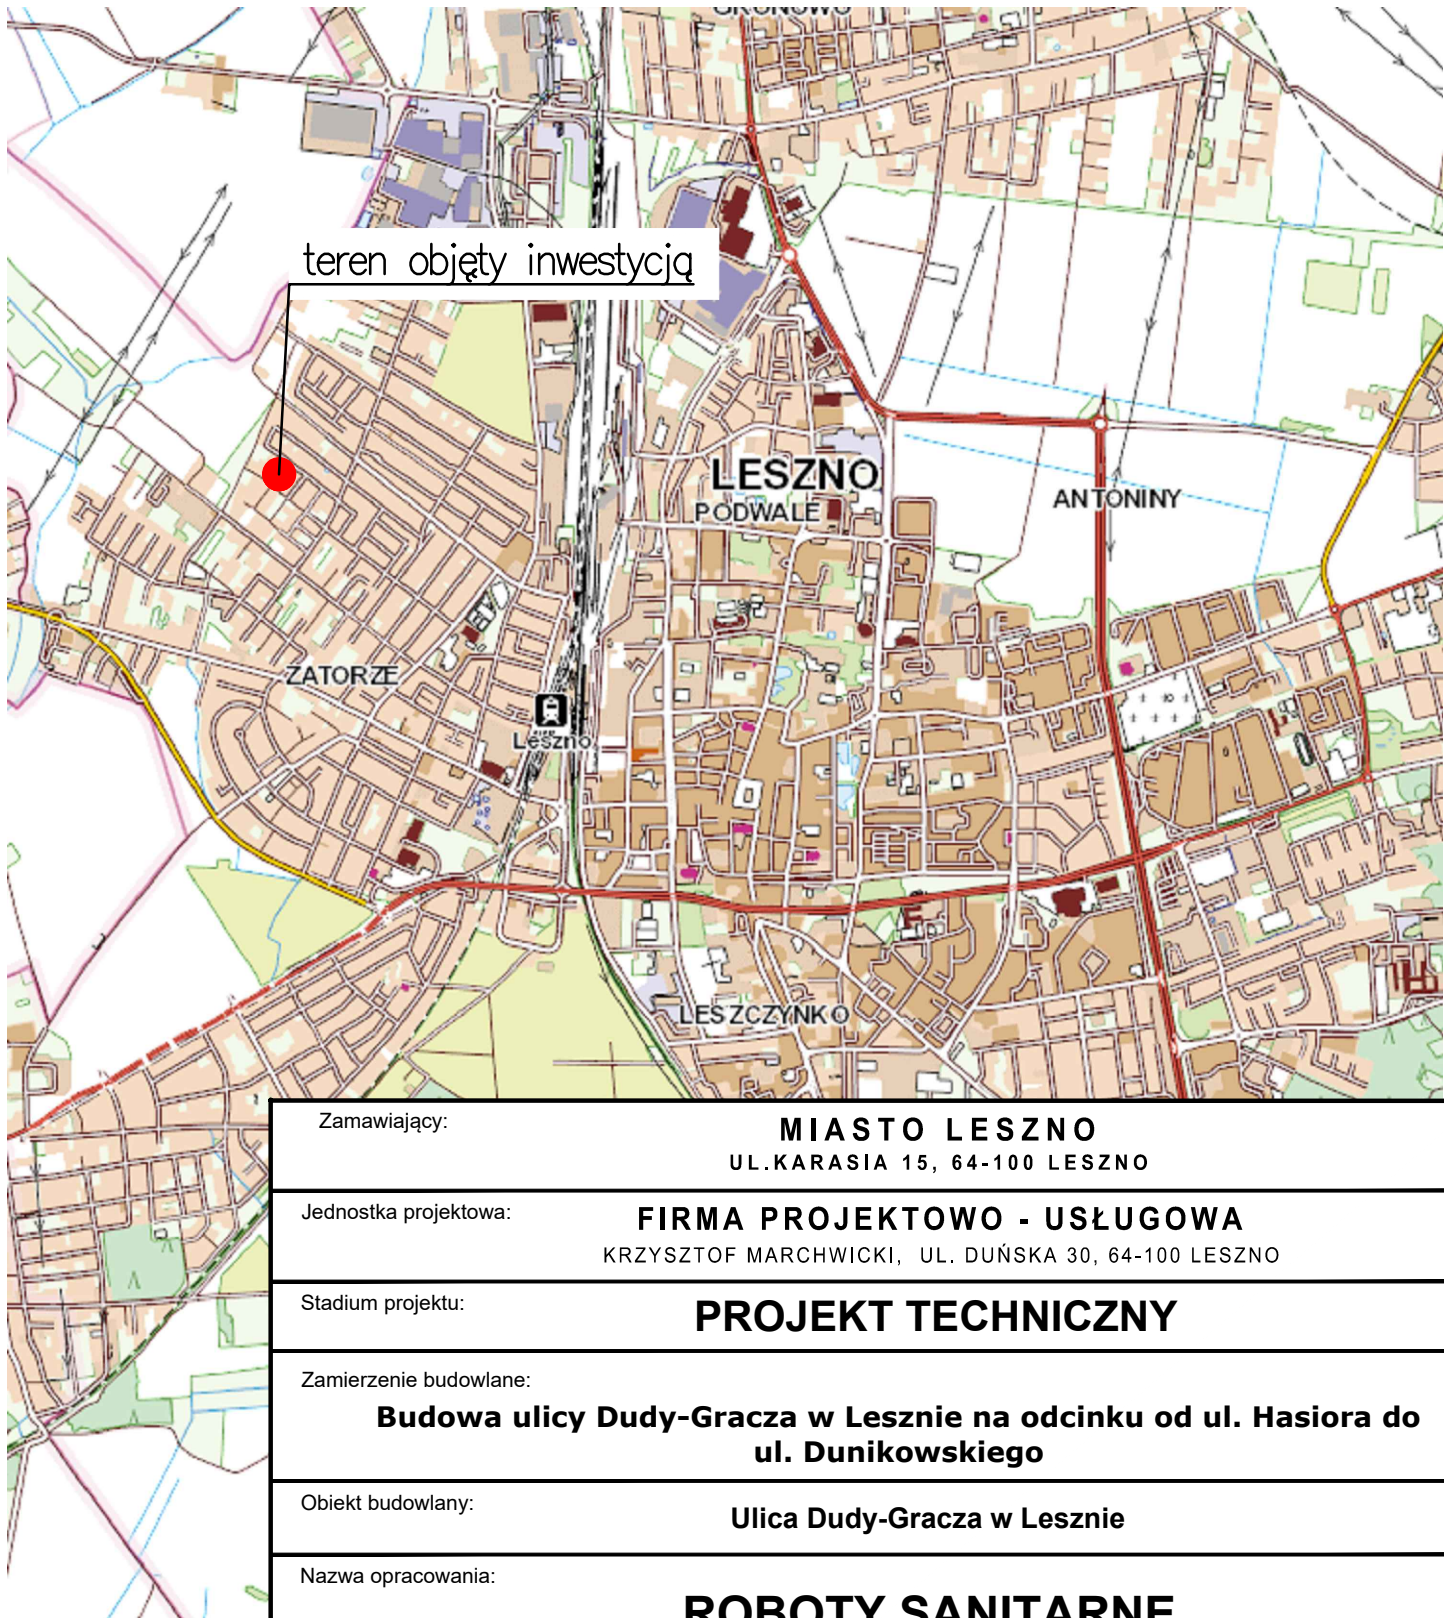 teren objęty inwestycją
LESZNO
PODWALE
ANTONINY
ZATORZE
Leszno
LESZCZYNKO
Zamawiający:
MIASTO LESZNO
UL.KARASIA 15, 64-100 LESZNO
Jednostka projektowa:
FIRMA PROJEKTOWO - USŁUGOWA
KRZYSZTOF MARCHWICKI, UL. DUŃSKA 30, 64-100 LESZNO
Stadium projektu:
PROJEKT TECHNICZNY
Zamierzenie budowlane:
Budowa ulicy Dudy-Gracza w Lesznie na odcinku od ul. Hasiora do
ul. Dunikowskiego
Obiekt budowlany:
Ulica Dudy-Gracza w Lesznie
Nazwa opracowania:
ROBOTY SANITARNE